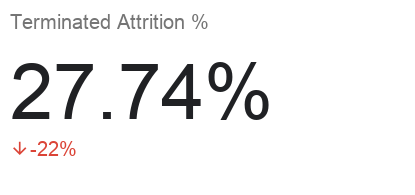 Terminated Attrition %
27.74%
↓-22%